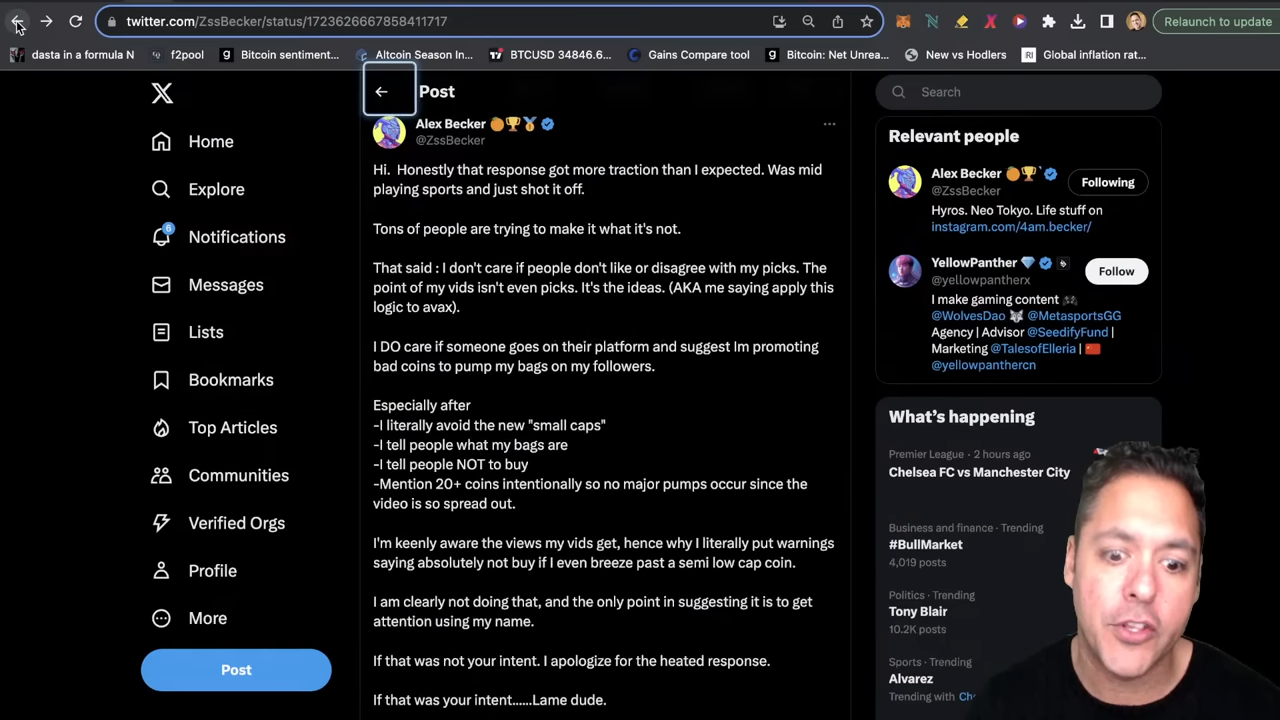 twitter.com/ZssBecker/status/1723626667858411717
Relaunch to update
dasta in a formula N
f2pool
Bitcoin sentiment...
Altcoin Season In...
BTCUSD 34846.6...
Gains Compare tool
Bitcoin: Net Unrea...
New vs Hodlers
Global inflation rat...
Post
Search
Home
Explore
6
Notifications
Messages
Lists
Bookmarks
Top Articles
Communities
Verified Orgs
Profile
More
Post
Alex Becker
@ZssBecker
Hi. Honestly that response got more traction than I expected. Was mid
playing sports and just shot it off.
Tons of people are trying to make it what it's not.
That said : I don't care if people don't like or disagree with my picks. The
point of my vids isn't even picks. It's the ideas. (AKA me saying apply this
logic to avax).
I DO care if someone goes on their platform and suggest Im promoting
bad coins to pump my bags on my followers.
Especially after
-I literally avoid the new "small caps"
-I tell people what my bags are
-I tell people NOT to buy
-Mention 20+ coins intentionally so no major pumps occur since the
video is so spread out.
I'm keenly aware the views my vids get, hence why I literally put warnings
saying absolutely not buy if I even breeze past a semi low cap coin.
I am clearly not doing that, and the only point in suggesting it is to get
attention using my name.
If that was not your intent. I apologize for the heated response.
If that was your intent......Lame dude.
Relevant people
Alex Becker
@ZssBecker
Following
Hyros. Neo Tokyo. Life stuff on
instagram.com/4am.becker/
YellowPanther
@yellowpantherx
Follow
I make gaming content
@WolvesDao @MetasportsGG
Agency | Advisor @SeedifyFund |
Marketing @TalesofElleria |
@yellowpanthercn
What's happening
Premier League · 2 hours ago
Chelsea FC vs Manchester City
Business and finance · Trending
#BullMarket
4,019 posts
Politics · Trending
Tony Blair
10.2K posts
Sports · Trending
Alvarez
Trending with Ch